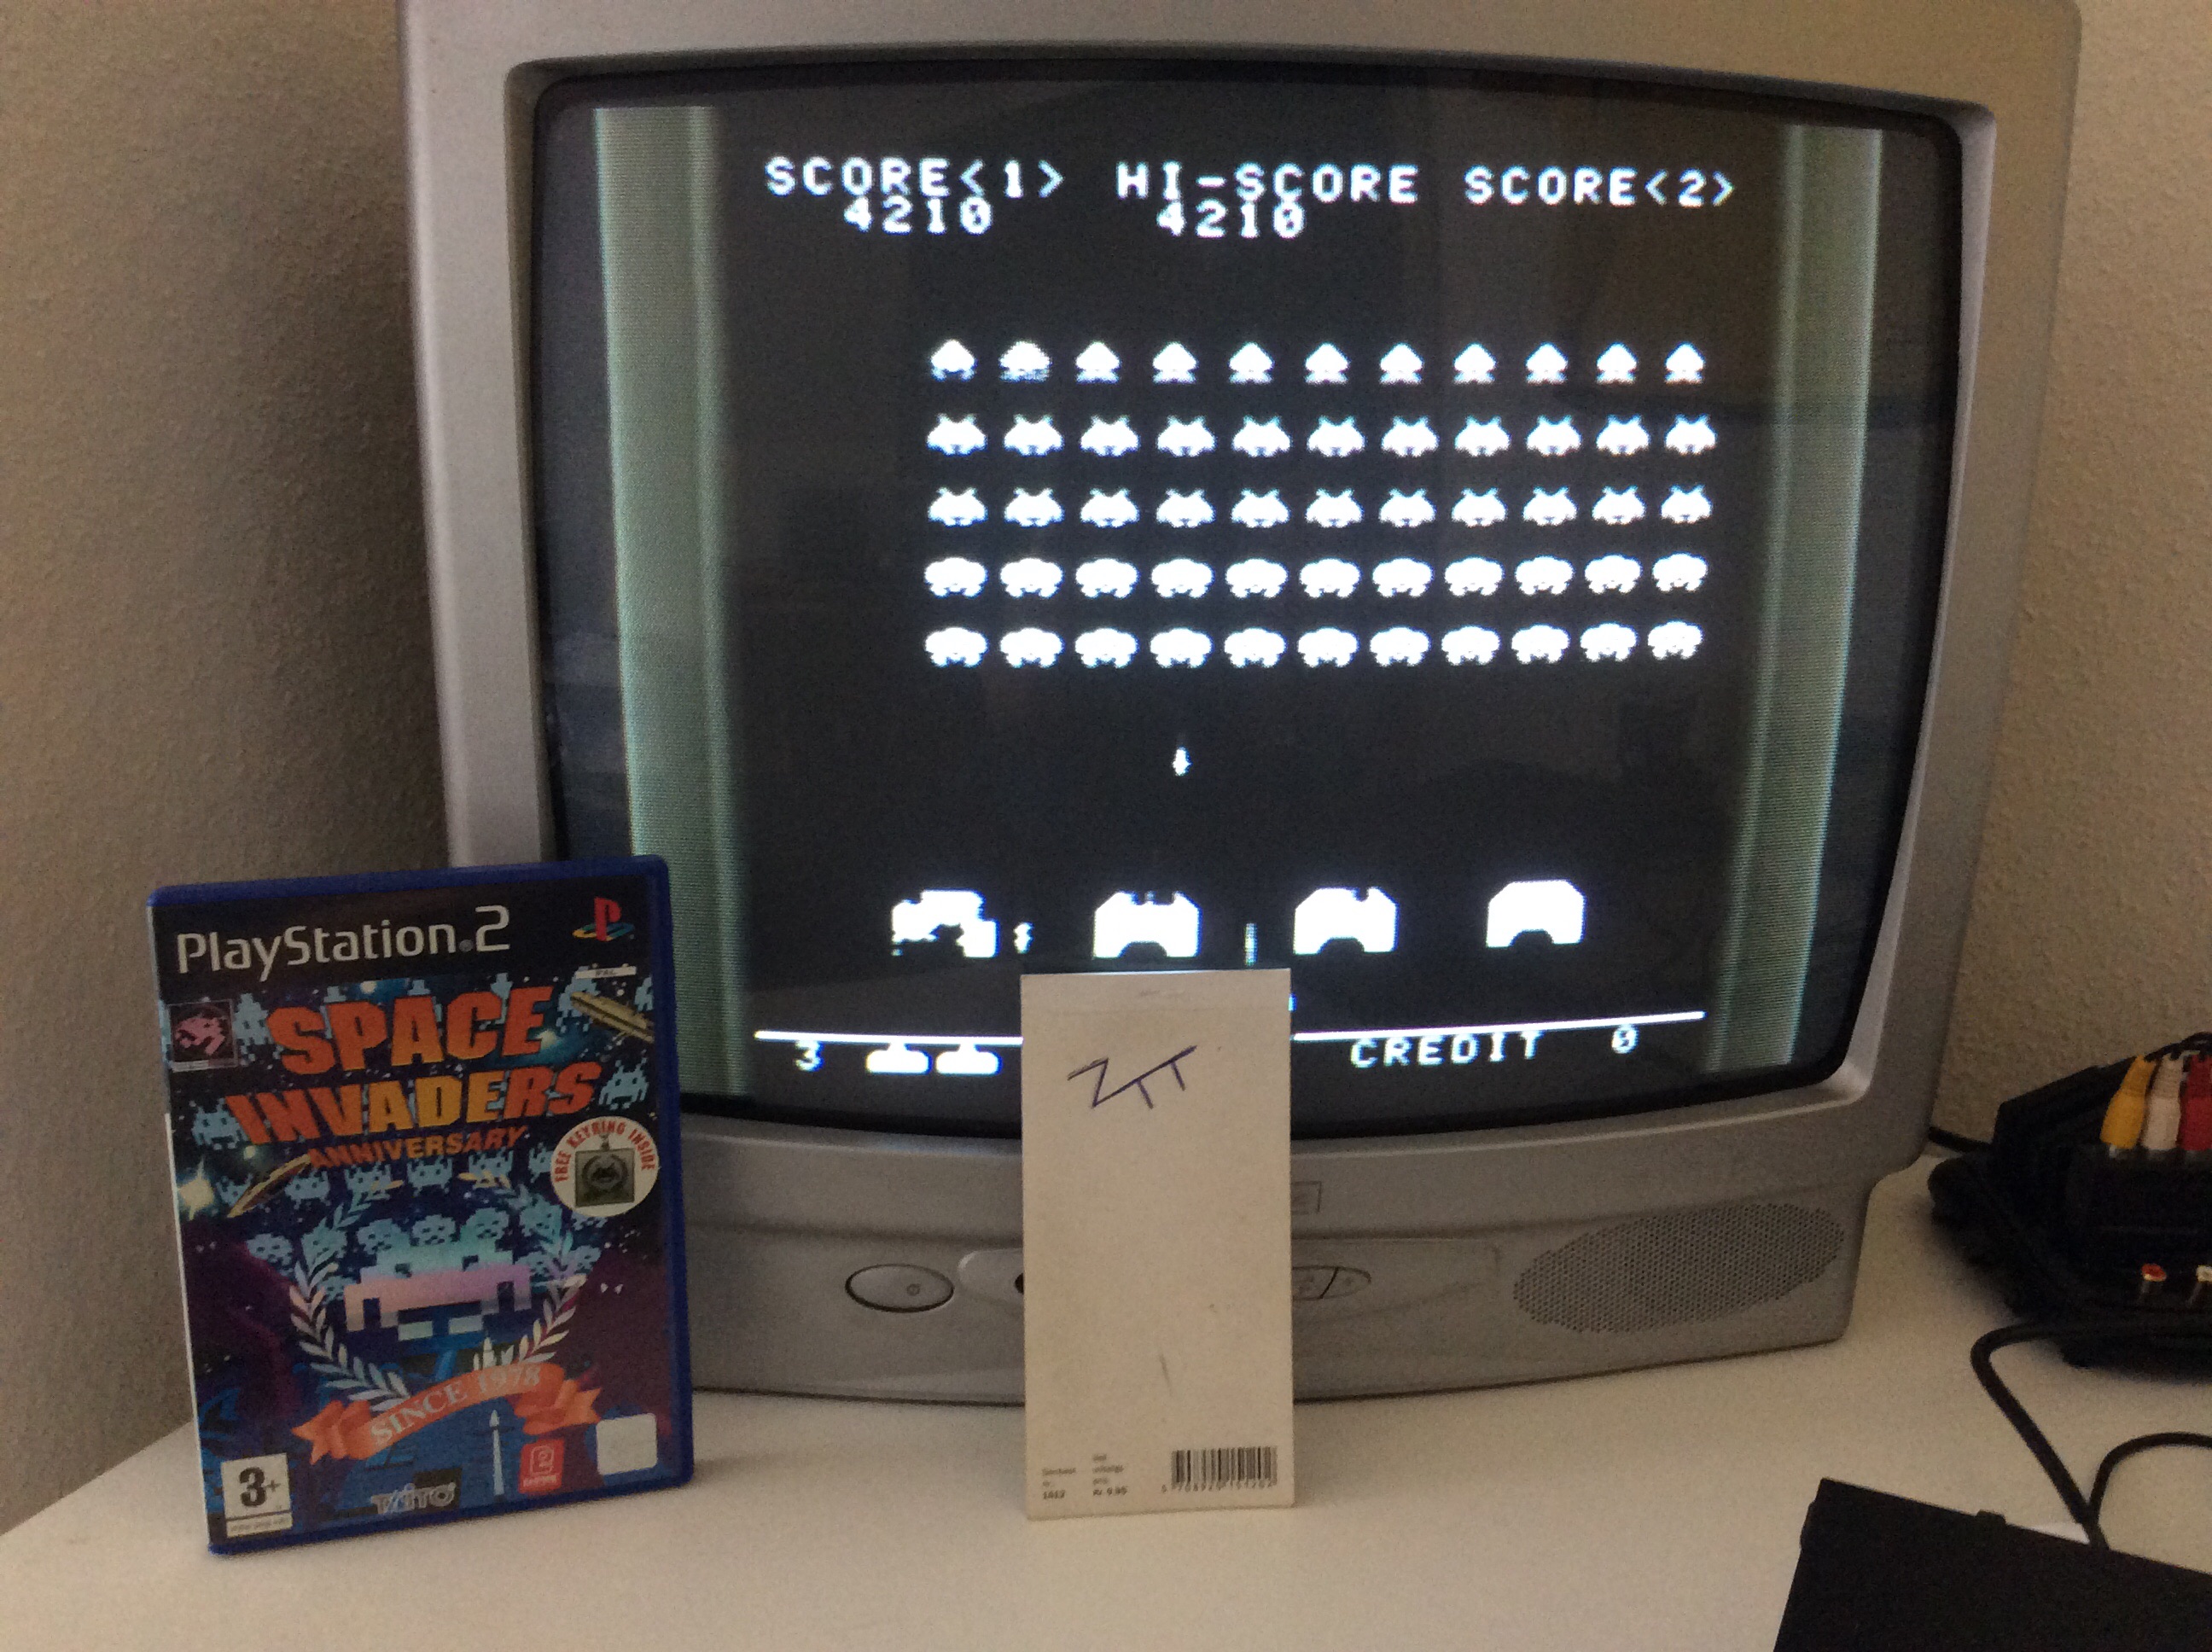 SCORE<1> HI-SCORE SCORE<2>
4210 4210
3
CREDIT 0
PlayStation.2
PAL
SPACE
INVADERS
ANNIVERSARY
FREE KEYRING INSIDE
SINCE 1978
3+
TAITO
ZTT